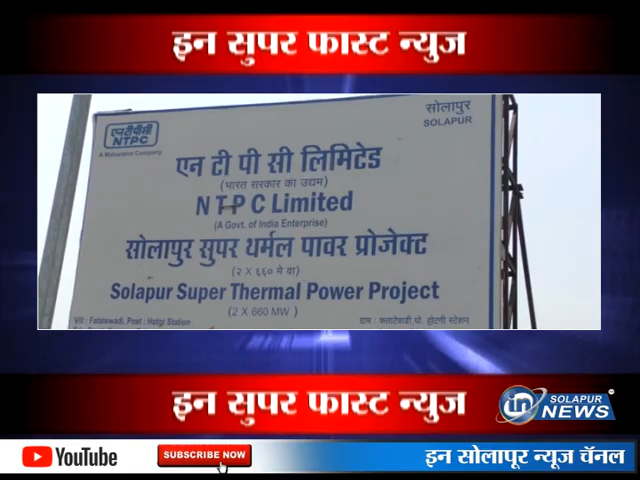 इन सुपर फास्ट न्युज
एनटीपीसी
NTPC
A Maharatna Company
सोलापुर
SOLAPUR
एन टी पी सी लिमिटेड
(भारत सरकार का उद्यम)
NTPC Limited
(A Govt. of India Enterprise)
सोलापुर सुपर थर्मल पावर प्रोजेक्ट
(२ X ६६० मे वा)
Solapur Super Thermal Power Project
(2 X 660 MW)
Vill : Fatatewadi, Post : Hotgi Station
ग्राम : फताटेवाडी,पो. होटगी स्टेशन
इन सुपर फास्ट न्युज
in SOLAPUR NEWS
YouTube
SUBSCRIBE NOW
इन सोलापूर न्यूज चॅनल